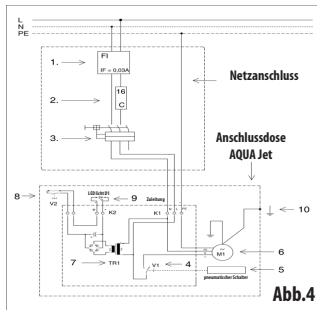 L
N
PE
1.
FI
IF = 0,03A
2.
16
C
3.
Netzanschluss
Anschlussdose
AQUA Jet
8
LED licht D1
9
Zuleitung
10
V2
K2
K1
M1
6
7
TR1
V1
4
5
pneumatischer Schalter
Abb.4